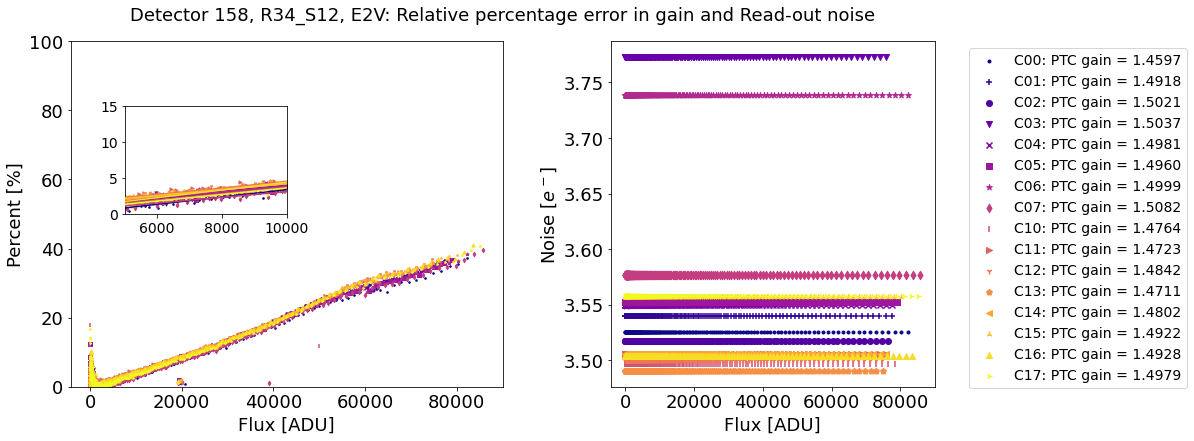 Detector 158, R34_S12, E2V: Relative percentage error in gain and Read-out noise
100
80
60
40
20
0
Percent [%]
0 20000 40000 60000 80000
Flux [ADU]
15
10
5
0
6000 8000 10000
3.75
3.70
3.65
3.60
3.55
3.50
Noise [e⁻]
0 20000 40000 60000 80000
Flux [ADU]
C00: PTC gain = 1.4597
C01: PTC gain = 1.4918
C02: PTC gain = 1.5021
C03: PTC gain = 1.5037
C04: PTC gain = 1.4981
C05: PTC gain = 1.4960
C06: PTC gain = 1.4999
C07: PTC gain = 1.5082
C10: PTC gain = 1.4764
C11: PTC gain = 1.4723
C12: PTC gain = 1.4842
C13: PTC gain = 1.4711
C14: PTC gain = 1.4802
C15: PTC gain = 1.4922
C16: PTC gain = 1.4928
C17: PTC gain = 1.4979